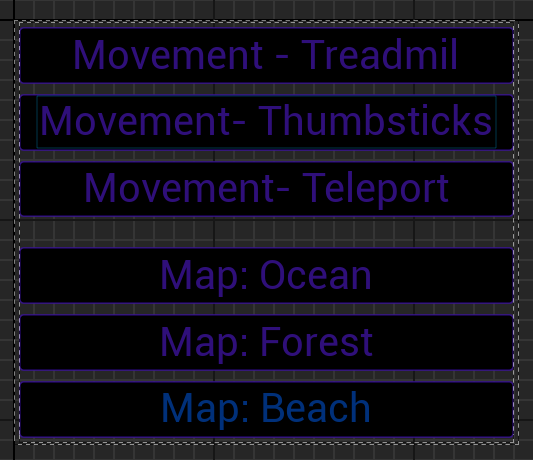 Movement - Treadmil
Movement- Thumbsticks
Movement- Teleport
Map: Ocean
Map: Forest
Map: Beach